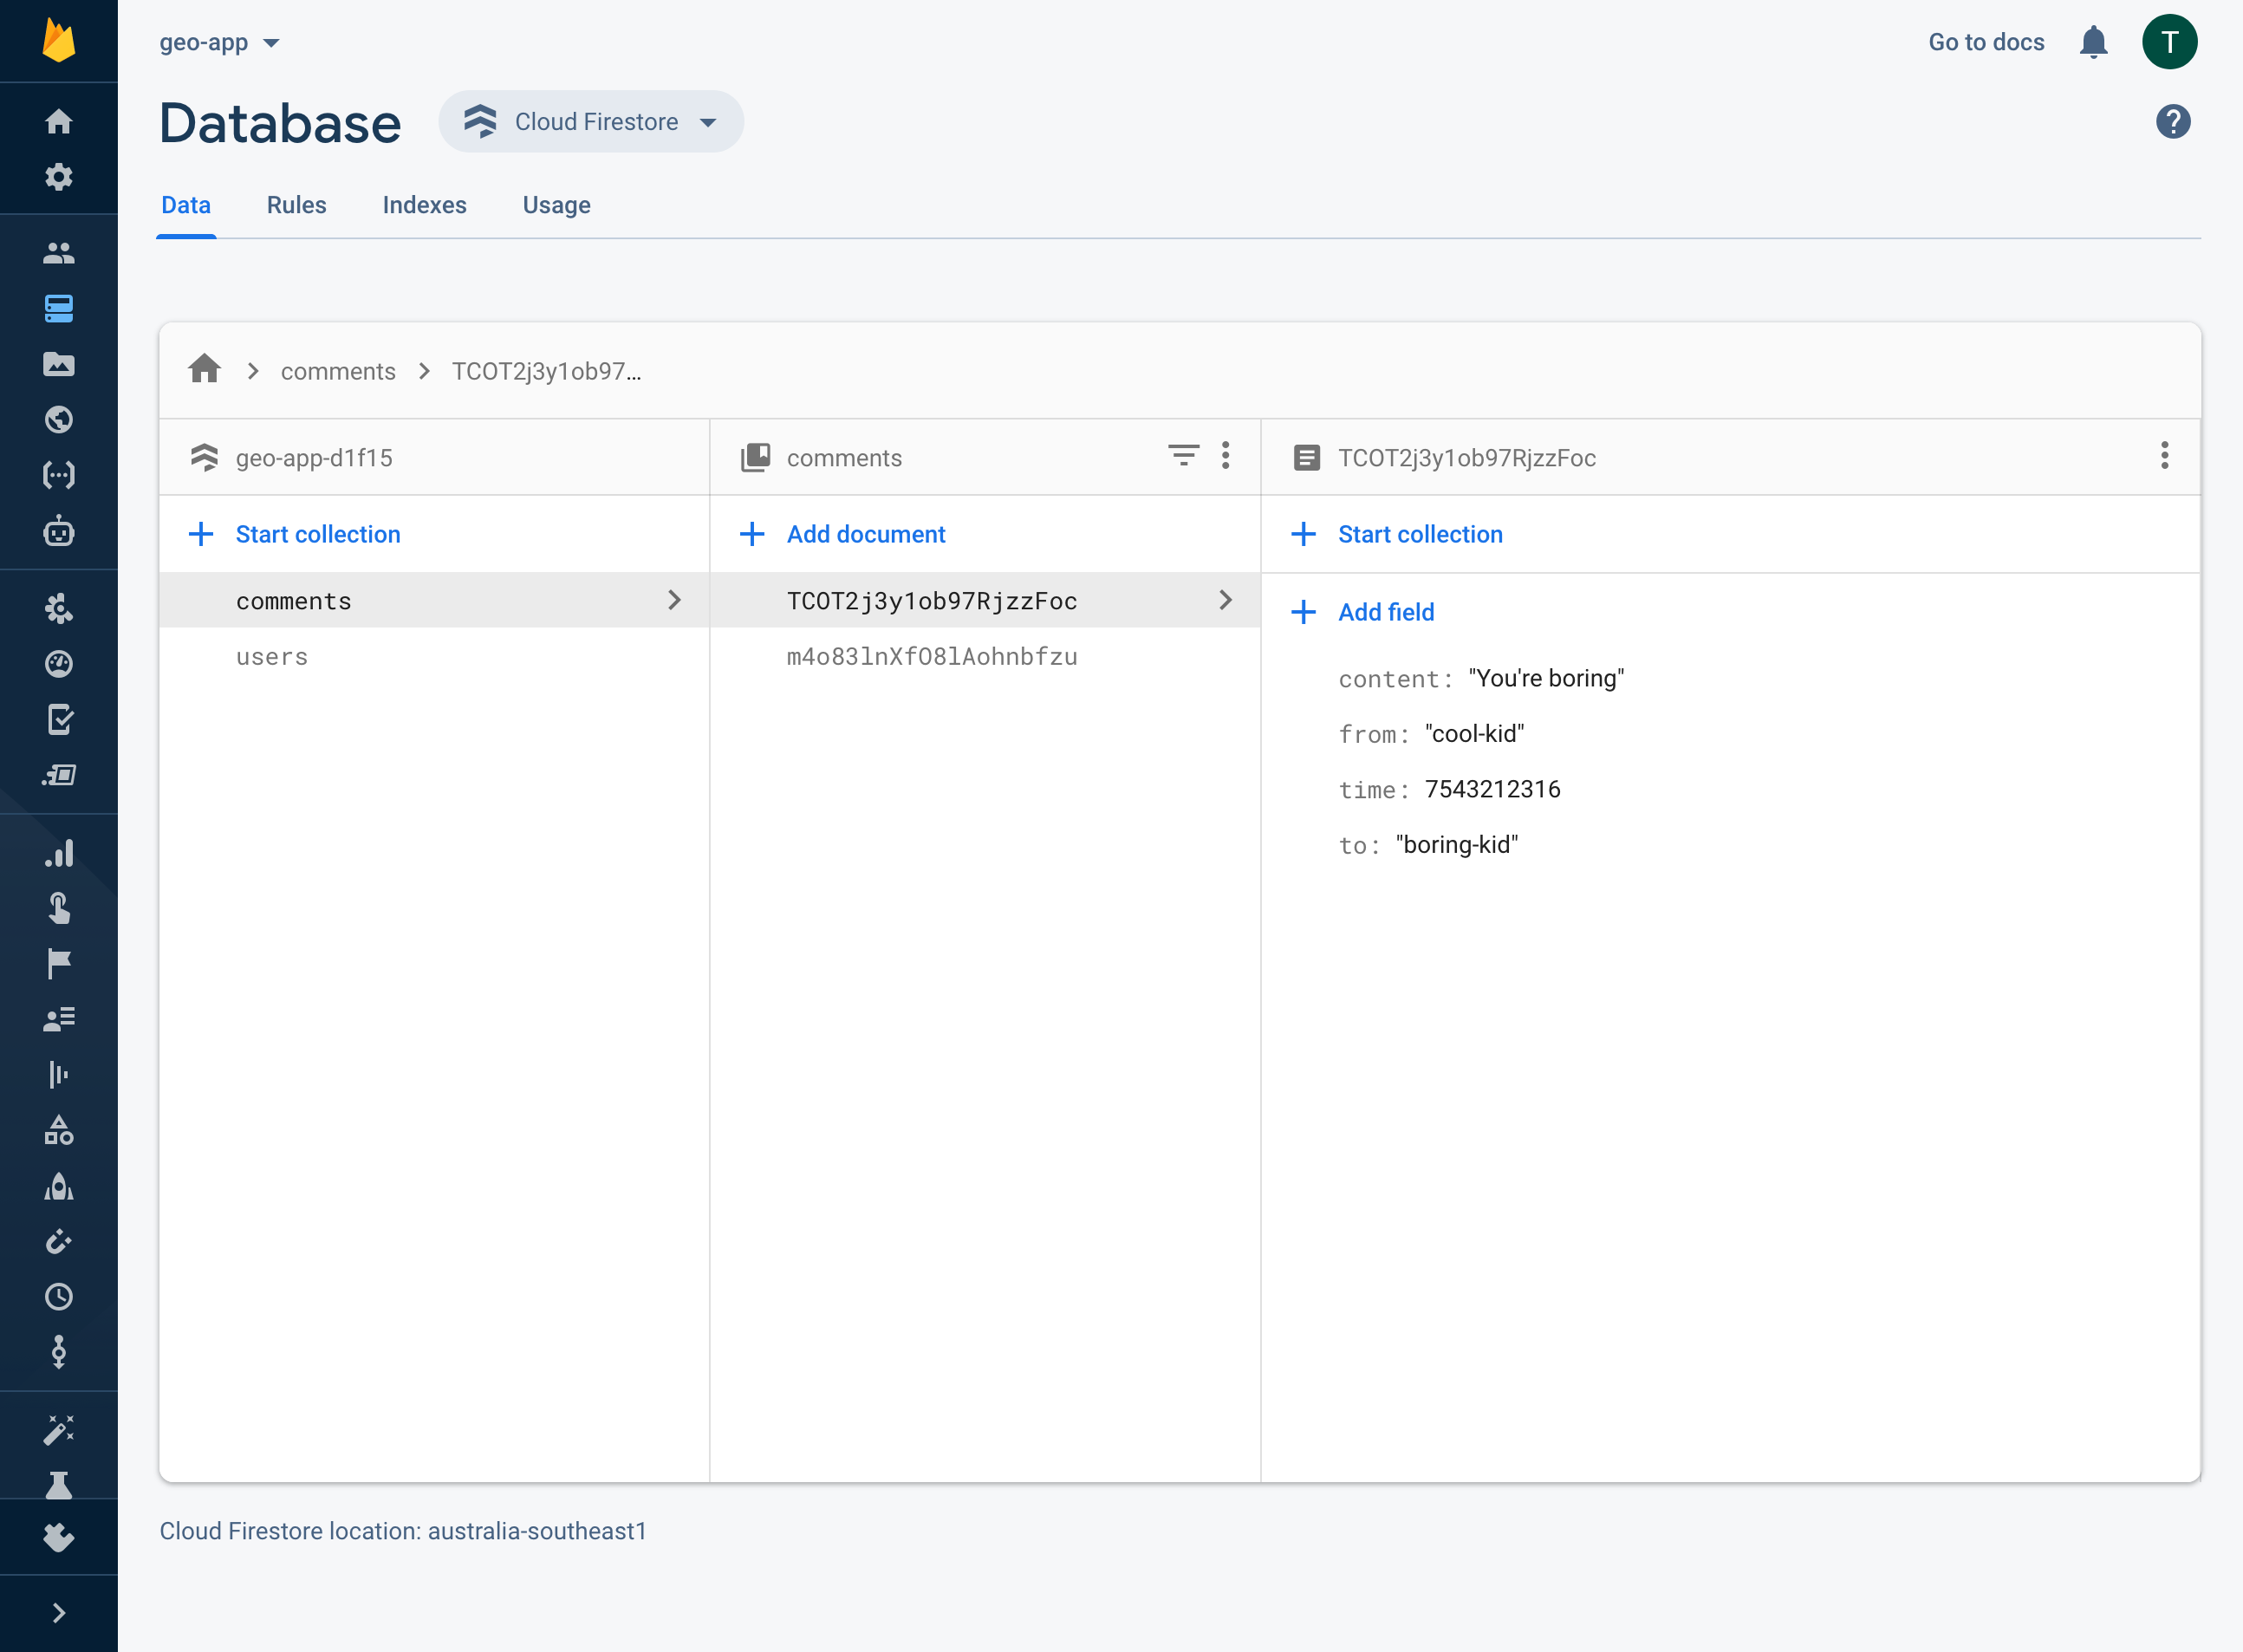 geo-app
Go to docs
T
Database
Cloud Firestore
Data
Rules
Indexes
Usage
comments
TCOT2j3y1ob97...
geo-app-d1f15
comments
TCOT2j3y1ob97RjzzFoc
Start collection
Add document
Start collection
comments
TCOT2j3y1ob97RjzzFoc
Add field
users
m4o83lnXfO8lAohnbfzu
content: "You're boring"
from: "cool-kid"
time: 7543212316
to: "boring-kid"
Cloud Firestore location: australia-southeast1